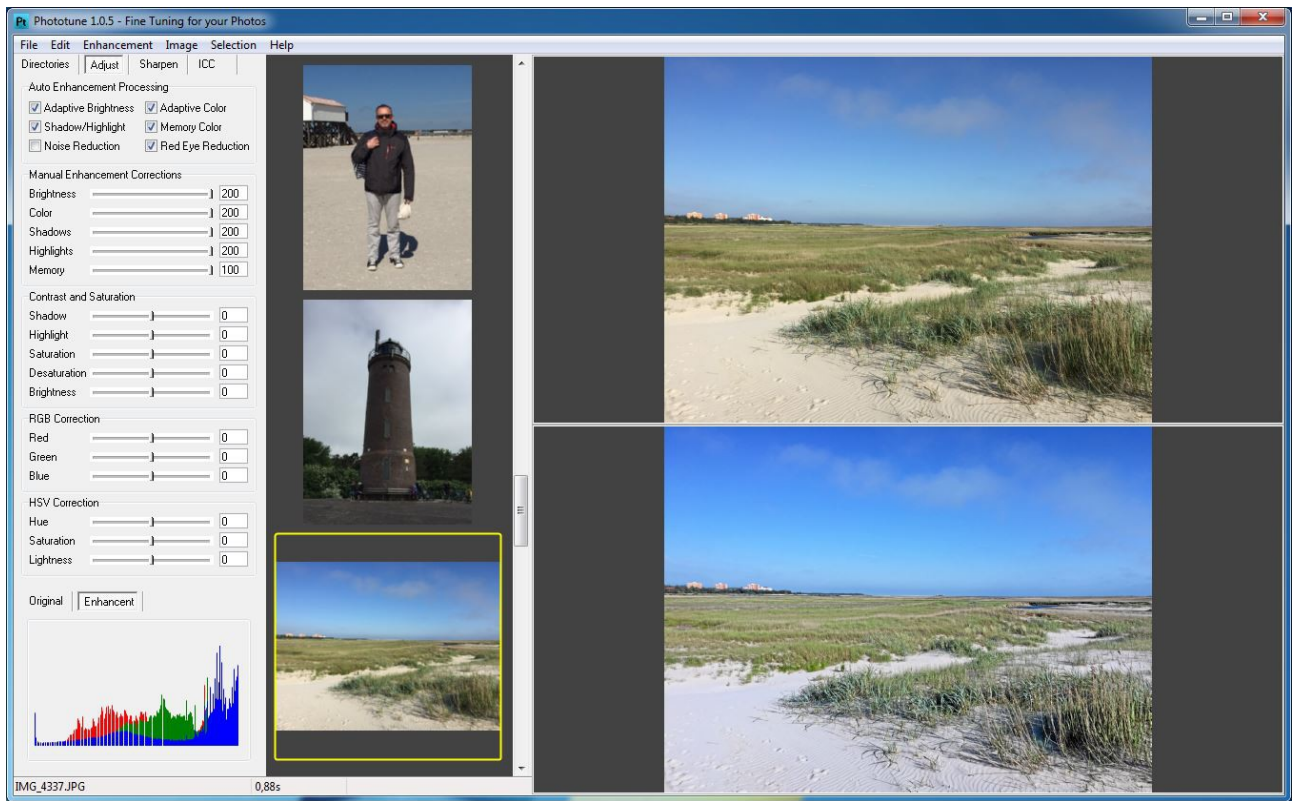 Pt Phototune 1.0.5 - Fine Tuning for your Photos
File Edit Enhancement Image Selection Help
Directories Adjust Sharpen ICC
Auto Enhancement Processing
Adaptive Brightness Adaptive Color
Shadow/Highlight Memory Color
Noise Reduction Red Eye Reduction
Manual Enhancement Corrections
Brightness 200
Color 200
Shadows 200
Highlights 200
Memory 100
Contrast and Saturation
Shadow 0
Highlight 0
Saturation 0
Desaturation 0
Brightness 0
RGB Correction
Red 0
Green 0
Blue 0
HSV Correction
Hue 0
Saturation 0
Lightness 0
Original Enhancent
IMG_4337.JPG 0,88s